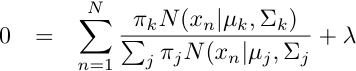 0 = \sum_{n=1}^{N} \frac{\pi_k N(x_n|\mu_k, \Sigma_k)}{\sum_j \pi_j N(x_n|\mu_j, \Sigma_j} + \lambda